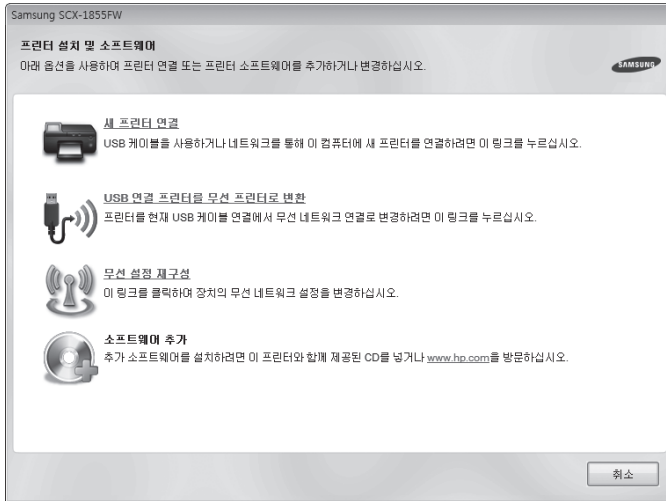 Samsung SCX-1855FW
프린터 설치 및 소프트웨어
아래 옵션을 사용하여 프린터 연결 또는 프린터 소프트웨어를 추가하거나 변경하십시오.
SAMSUNG
새 프린터 연결
USB 케이블을 사용하거나 네트워크를 통해 이 컴퓨터에 새 프린터를 연결하려면 이 링크를 누르십시오.
USB 연결 프린터를 무선 프린터로 변환
프린터를 현재 USB 케이블 연결에서 무선 네트워크 연결로 변경하려면 이 링크를 누르십시오.
무선 설정 재구성
이 링크를 클릭하여 장치의 무선 네트워크 설정을 변경하십시오.
소프트웨어 추가
추가 소프트웨어를 설치하려면 이 프린터와 함께 제공된 CD를 넣거나 www.hp.com을 방문하십시오.
취소